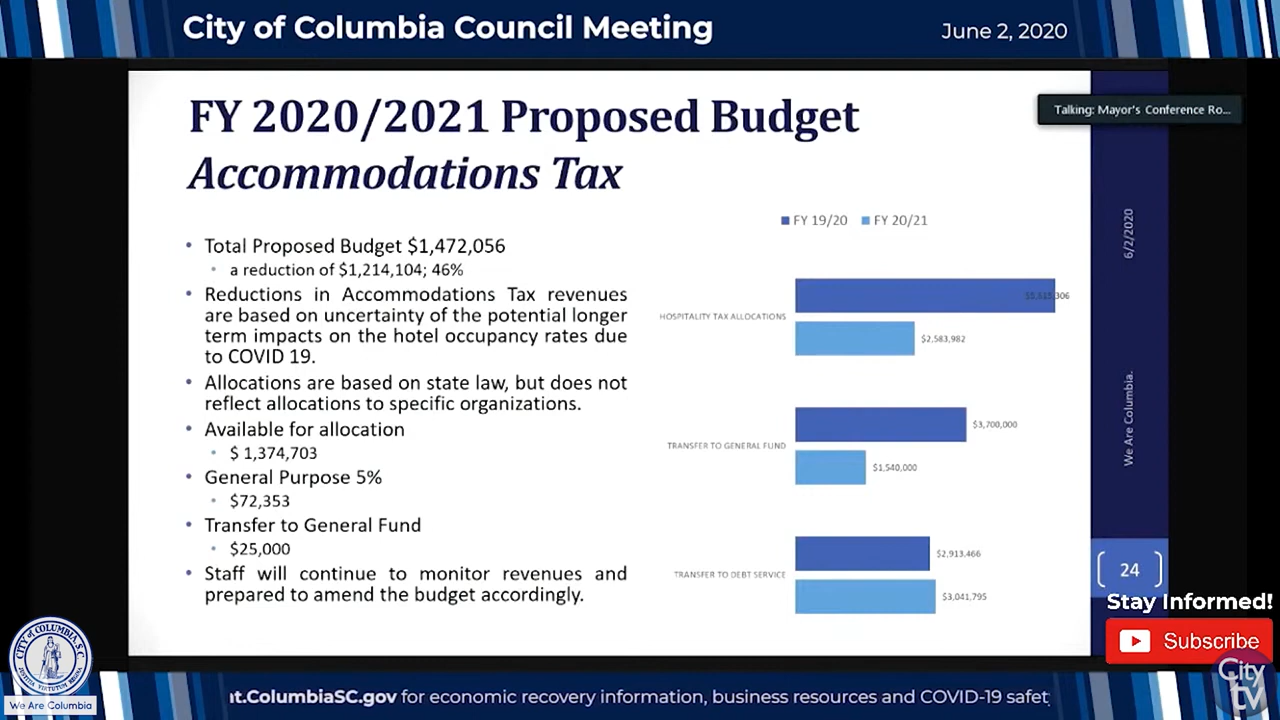 City of Columbia Council Meeting
June 2, 2020
Talking: Mayor's Conference Ro...
FY 2020/2021 Proposed Budget
Accommodations Tax
• Total Proposed Budget $1,472,056
• a reduction of $1,214,104; 46%
• Reductions in Accommodations Tax revenues
are based on uncertainty of the potential longer
term impacts on the hotel occupancy rates due
to COVID 19.
• Allocations are based on state law, but does not
reflect allocations to specific organizations.
• Available for allocation
• $ 1,374,703
• General Purpose 5%
• $72,353
• Transfer to General Fund
• $25,000
• Staff will continue to monitor revenues and
prepared to amend the budget accordingly.
FY 19/20 FY 20/21
HOSPITALITY TAX ALLOCATIONS
$2,583,982
TRANSFER TO GENERAL FUND
$3,700,000
$1,540,000
TRANSFER TO DEBT SERVICE
$2,913,466
$3,041,795
6/2/2020
We Are Columbia.
24
Stay Informed!
Subscribe
City
tv
CITY OF COLUMBIA, S.C.
We Are Columbia
nt.ColumbiaSC.gov for economic recovery information, business resources and COVID-19 safety